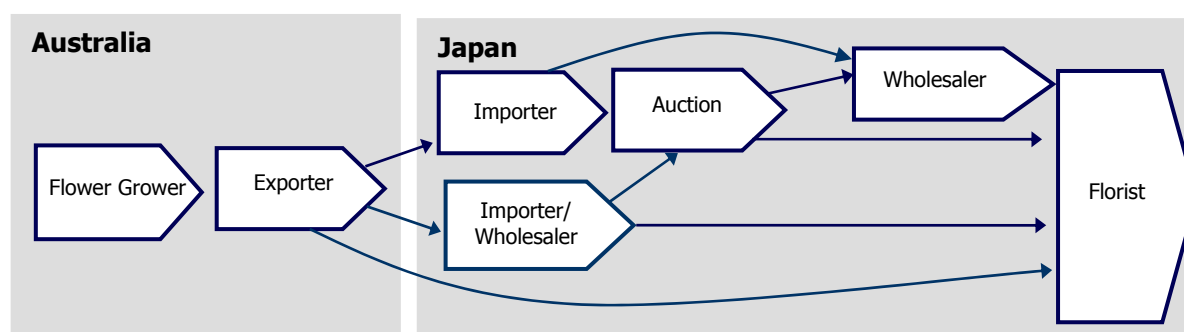 Australia
Japan
Flower Grower
Exporter
Importer
Auction
Wholesaler
Importer/
Wholesaler
Florist